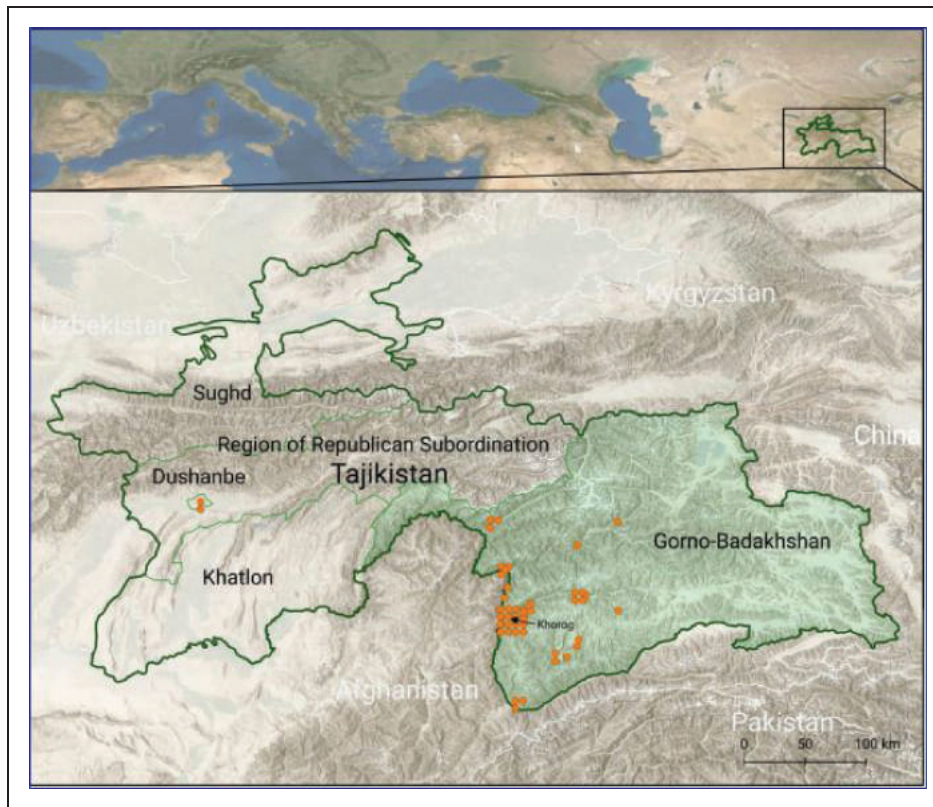 Uzbekistan
Kyrgyzstan
Sughd
Region of Republican Subordination
China
Dushanbe
Tajikistan
Gorno-Badakhshan
Khatlon
Khorog
Afghanistan
Pakistan
0 50 100 km